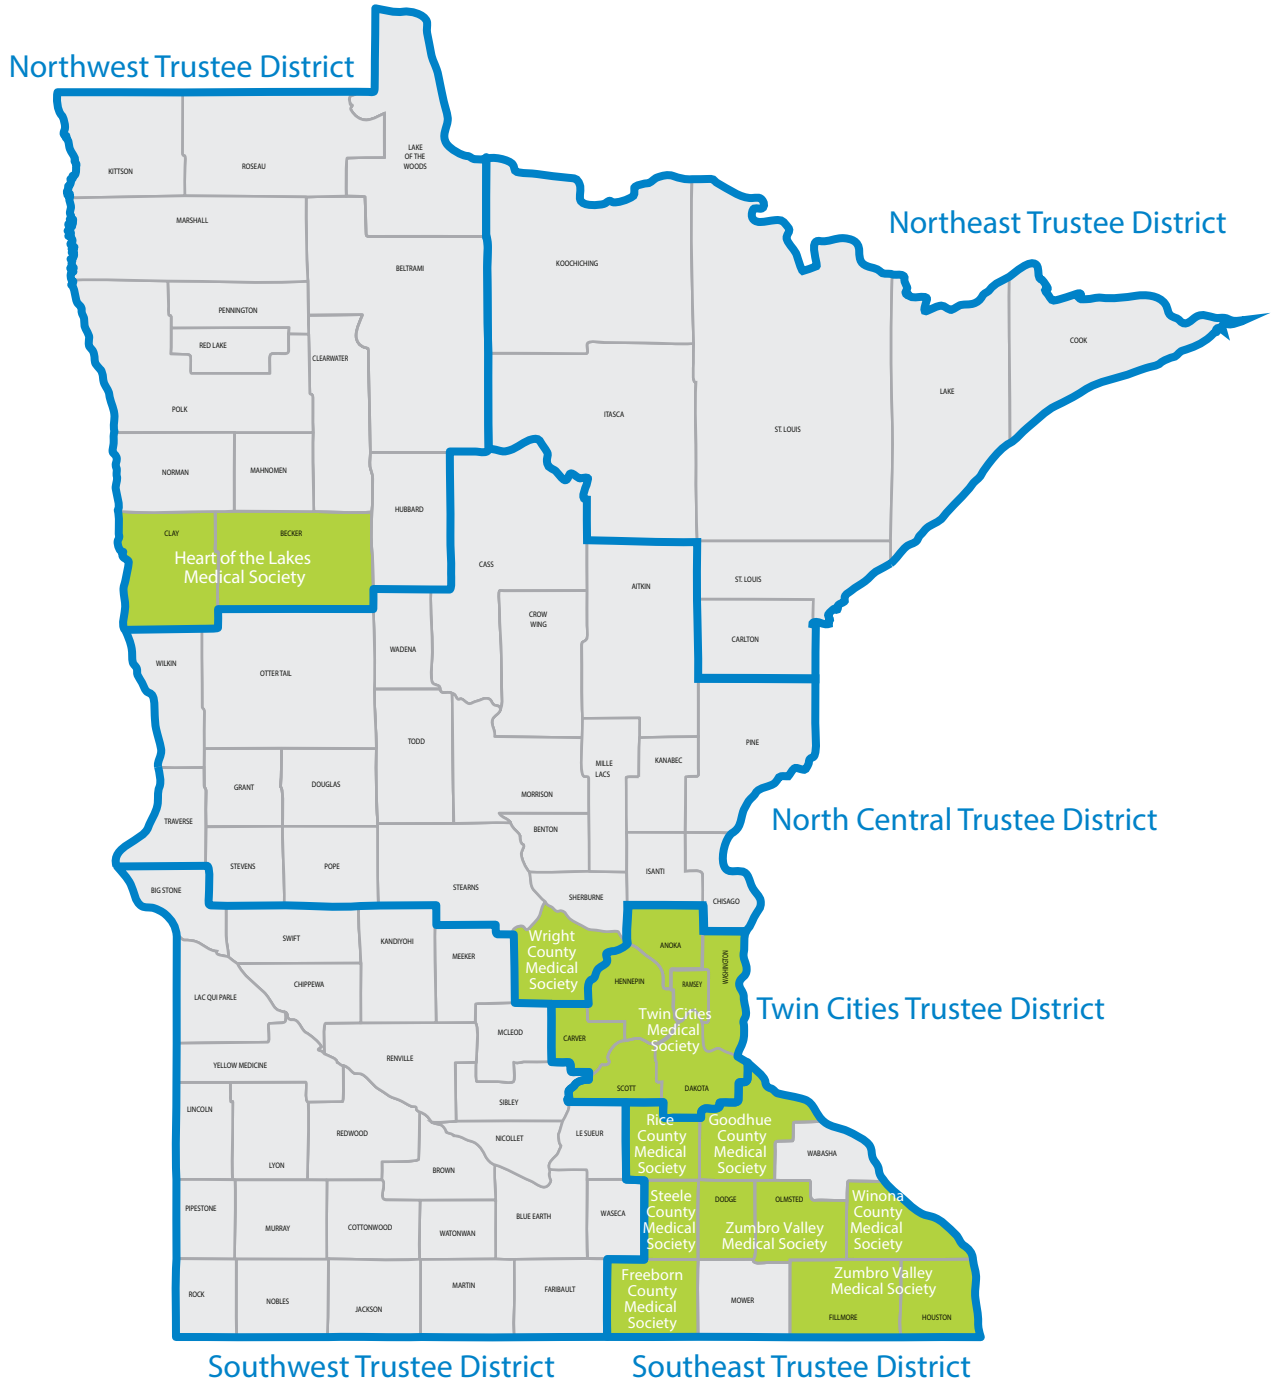 Northwest Trustee District
LAKE
OF THE
WOODS
KITTSON
ROSEAU
MARSHALL
Northeast Trustee District
KOOCHICHING
BELTRAMI
PENNINGTON
RED LAKE
CLEARWATER
COOK
LAKE
POLK
ITASCA
ST. LOUIS
NORMAN
MAHNOMEN
HUBBARD
CLAY
BECKER
Heart of the Lakes
Medical Society
CASS
ST. LOUIS
AITKIN
CROW
WING
CARLTON
WADENA
WILKIN
OTTER TAIL
TODD
PINE
KANABEC
MILLE
LACS
GRANT
DOUGLAS
MORRISON
TRAVERSE
North Central Trustee District
BENTON
STEVENS
POPE
ISANTI
BIG STONE
STEARNS
SHERBURNE
CHISAGO
SWIFT
KANDIYOHI
MEEKER
Wright
County
Medical
Society
ANOKA
WASHINGTON
HENNEPIN
RAMSEY
CHIPPEWA
LAC QUI PARLE
Twin Cities Trustee District
Twin Cities
Medical
Society
MCLEOD
CARVER
RENVILLE
YELLOW MEDICINE
SCOTT
DAKOTA
SIBLEY
LINCOLN
Rice
County
Medical
Society
Goodhue
County
Medical
Society
REDWOOD
NICOLLET
LE SUEUR
WABASHA
LYON
BROWN
Steele
County
Medical
Society
DODGE
OLMSTED
Zumbro Valley
Medical Society
Winona
County
Medical
Society
PIPESTONE
MURRAY
COTTONWOOD
WATONWAN
BLUE EARTH
WASECA
Freeborn
County
Medical
Society
Zumbro Valley
Medical Society
ROCK
NOBLES
JACKSON
MARTIN
FARIBAULT
MOWER
FILLMORE
HOUSTON
Southwest Trustee District
Southeast Trustee District